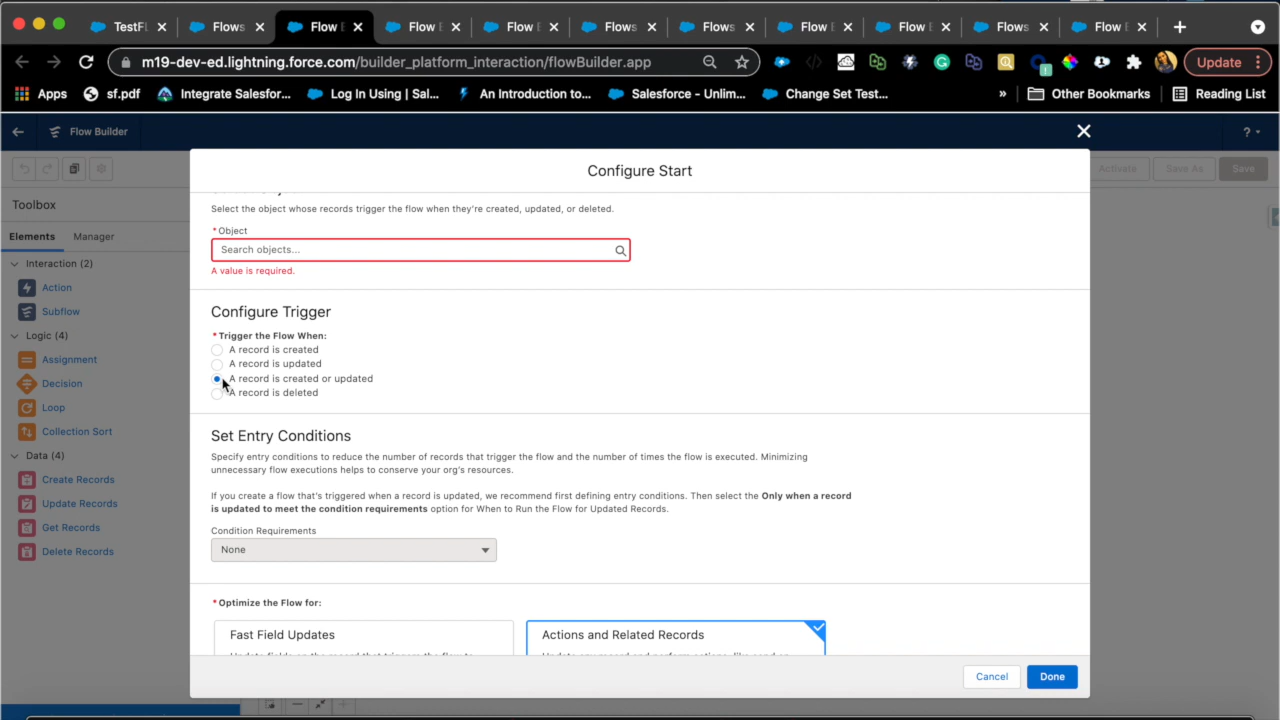 TestFl
Flows
Flow E
Flow E
Flow E
Flows
Flows
Flow E
Flow E
Flows
Flow E
m19-dev-ed.lightning.force.com/builder_platform_interaction/flowBuilder.app
Update
Apps
sf.pdf
Integrate Salesfor...
Log In Using | Sal...
An Introduction to...
Salesforce - Unlim...
Change Set Test...
»
Other Bookmarks
Reading List
Flow Builder
?
Configure Start
Activate
Save As
Save
Toolbox
Select the object whose records trigger the flow when they're created, updated, or deleted.
* Object
Elements
Manager
Search objects...
Interaction (2)
A value is required.
Action
Subflow
Configure Trigger
Logic (4)
* Trigger the Flow When:
A record is created
Assignment
A record is updated
A record is created or updated
Decision
A record is deleted
Loop
Collection Sort
Set Entry Conditions
Data (4)
Specify entry conditions to reduce the number of records that trigger the flow and the number of times the flow is executed. Minimizing
unnecessary flow executions helps to conserve your org's resources.
Create Records
If you create a flow that's triggered when a record is updated, we recommend first defining entry conditions. Then select the Only when a record
is updated to meet the condition requirements option for When to Run the Flow for Updated Records.
Update Records
Get Records
Condition Requirements
None
Delete Records
* Optimize the Flow for:
Fast Field Updates
Actions and Related Records
Cancel
Done